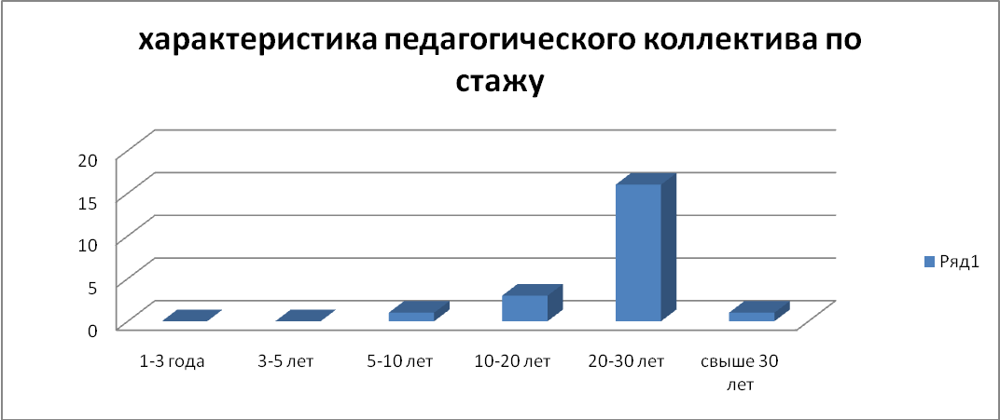 характеристика педагогического коллектива по
стажу
20
15
10
5
0
1-3 года
3-5 лет
5-10 лет
10-20 лет
20-30 лет
свыше 30
лет
Ряд1